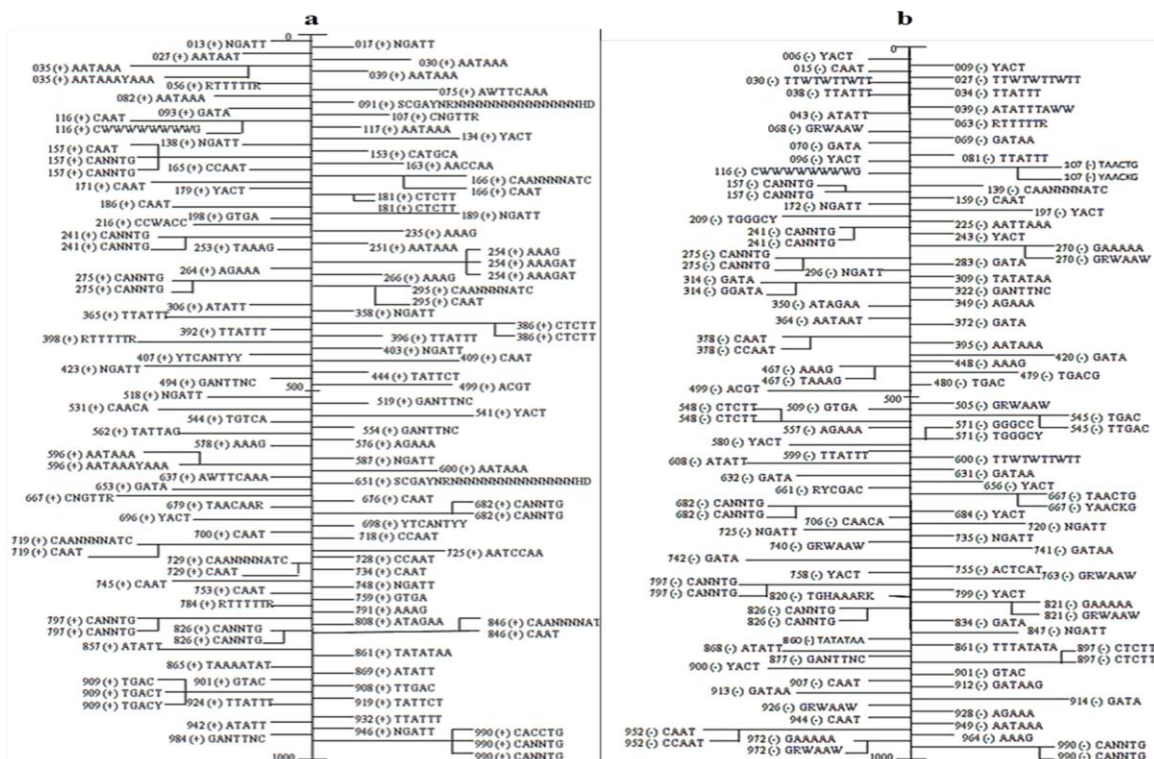 a
0
013 (+) NGATT
027 (+) AATAAT
035 (+) AATAAA
035 (+) AATAAAYAAA
056 (+) RTTTTTR
082 (+) AATAAA
093 (+) GATA
116 (+) CAAT
116 (+) CWWWWWWWWG
138 (+) NGATT
157 (+) CAAT
157 (+) CANNTG
157 (+) CANNTG
165 (+) CCAAT
171 (+) CAAT
179 (+) YACT
186 (+) CAAT
198 (+) GTGA
216 (+) CCWACC
241 (+) CANNTG
241 (+) CANNTG
253 (+) TAAAG
264 (+) AGAAA
275 (+) CANNTG
275 (+) CANNTG
306 (+) ATATT
365 (+) TTATTT
392 (+) TTATTT
398 (+) RTTTTTR
407 (+) YTCANTYY
423 (+) NGATT
494 (+) GANTTNC
500
518 (+) NGATT
531 (+) CAACA
544 (+) TGTCA
562 (+) TATTAG
578 (+) AAAG
596 (+) AATAAA
596 (+) AATAAAYAAA
637 (+) AWTTCAAA
653 (+) GATA
667 (+) CNGTTR
679 (+) TAACAAR
696 (+) YACT
700 (+) CAAT
719 (+) CAANNNNATC
719 (+) CAAT
729 (+) CAANNNNATC
729 (+) CAAT
745 (+) CAAT
753 (+) CAAT
784 (+) RTTTTTR
797 (+) CANNTG
797 (+) CANNTG
826 (+) CANNTG
826 (+) CANNTG
857 (+) ATATT
865 (+) TAAAATAT
901 (+) GTAC
909 (+) TGAC
909 (+) TGACT
909 (+) TGACY
924 (+) TTATTT
942 (+) ATATT
984 (+) GANTTNC
1000
017 (+) NGATT
030 (+) AATAAA
039 (+) AATAAA
075 (+) AWTTCAAA
091 (+) SCGAYNRNNNNNNNNNNNNNNNHD
107 (+) CNGTTR
117 (+) AATAAA
134 (+) YACT
153 (+) CATGCA
163 (+) AACCAA
166 (+) CAANNNNATC
166 (+) CAAT
181 (+) CTCTT
181 (+) CTCTT
189 (+) NGATT
235 (+) AAAG
251 (+) AATAAA
254 (+) AAAG
254 (+) AAAGAT
254 (+) AAAGAT
266 (+) AAAG
295 (+) CAANNNNATC
295 (+) CAAT
358 (+) NGATT
386 (+) CTCTT
386 (+) CTCTT
396 (+) TTATTT
403 (+) NGATT
409 (+) CAAT
444 (+) TATTCT
499 (+) ACGT
519 (+) GANTTNC
541 (+) YACT
554 (+) GANTTNC
576 (+) AGAAA
587 (+) NGATT
600 (+) AATAAA
651 (+) SCGAYNRNNNNNNNNNNNNNNNHD
676 (+) CAAT
682 (+) CANNTG
682 (+) CANNTG
698 (+) YTCANTYY
718 (+) CCAAT
725 (+) AATCCAA
728 (+) CCAAT
734 (+) CAAT
748 (+) NGATT
759 (+) GTGA
791 (+) AAAG
808 (+) ATAGAA
846 (+) CAANNNNAT
846 (+) CAAT
861 (+) TATATAA
869 (+) ATATT
908 (+) TTGAC
919 (+) TATTCT
932 (+) TTATTT
946 (+) NGATT
990 (+) CACCTG
990 (+) CANNTG
990 (+) CANNTG
b
0
006 (-) YACT
015 (-) CAAT
030 (-) TTWTWTTWTT
038 (-) TTATTT
043 (-) ATATT
068 (-) GRWAAW
070 (-) GATA
096 (-) YACT
116 (-) CWWWWWWWWG
157 (-) CANNTG
157 (-) CANNTG
172 (-) NGATT
209 (-) TGGGCY
241 (-) CANNTG
241 (-) CANNTG
275 (-) CANNTG
275 (-) CANNTG
296 (-) NGATT
314 (-) GATA
314 (-) GGATA
350 (-) ATAGAA
364 (-) AATAAT
378 (-) CAAT
378 (-) CCAAT
467 (-) AAAG
467 (-) TAAAG
499 (-) ACGT
500
509 (-) GTGA
548 (-) CTCTT
548 (-) CTCTT
557 (-) AGAAA
580 (-) YACT
599 (-) TTATTT
608 (-) ATATT
632 (-) GATA
661 (-) RYCGAC
682 (-) CANNTG
682 (-) CANNTG
706 (-) CAACA
725 (-) NGATT
740 (-) GRWAAW
742 (-) GATA
758 (-) YACT
797 (-) CANNTG
797 (-) CANNTG
820 (-) TGHAAARK
826 (-) CANNTG
826 (-) CANNTG
860 (-) TATATAA
868 (-) ATATT
877 (-) GANTTNC
900 (-) YACT
907 (-) CAAT
913 (-) GATAA
926 (-) GRWAAW
944 (-) CAAT
952 (-) CAAT
952 (-) CCAAT
972 (-) GAAAAA
972 (-) GRWAAW
1000
009 (-) YACT
027 (-) TTWTWTTWTT
034 (-) TTATTT
039 (-) ATATTTAWW
063 (-) RTTTTTR
069 (-) GATAA
081 (-) TTATTT
107 (-) TAACTG
107 (-) YAACKG
139 (-) CAANNNNATC
159 (-) CAAT
197 (-) YACT
225 (-) AATTAAA
243 (-) YACT
270 (-) GAAAAA
270 (-) GRWAAW
283 (-) GATA
309 (-) TATATAA
322 (-) GANTTNC
349 (-) AGAAA
372 (-) GATA
395 (-) AATAAA
420 (-) GATA
448 (-) AAAG
479 (-) TGACG
480 (-) TGAC
505 (-) GRWAAW
545 (-) TGAC
545 (-) TTGAC
571 (-) GGGCC
571 (-) TGGGCY
600 (-) TTWTWTTWTT
631 (-) GATAA
656 (-) YACT
667 (-) TAACTG
667 (-) YAACKG
684 (-) YACT
720 (-) NGATT
735 (-) NGATT
741 (-) GATAA
755 (-) ACTCAT
763 (-) GRWAAW
799 (-) YACT
821 (-) GAAAAA
821 (-) GRWAAW
834 (-) GATA
847 (-) NGATT
861 (-) TTTATATA
897 (-) CTCTT
897 (-) CTCTT
901 (-) GTAC
912 (-) GATAAG
914 (-) GATA
928 (-) AGAAA
949 (-) AATAAA
964 (-) AAAG
990 (-) CANNTG
990 (-) CANNTG